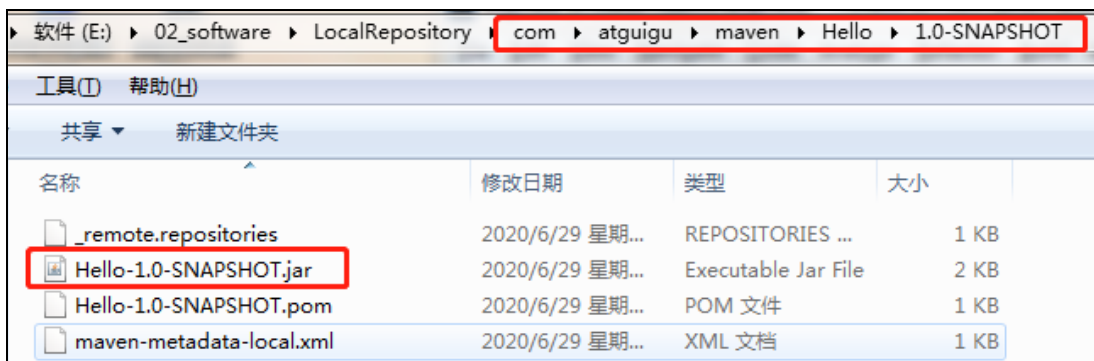 软件 (E:) ▸ 02_software ▸ LocalRepository ▸ com ▸ atguigu ▸ maven ▸ Hello ▸ 1.0-SNAPSHOT
工具(T) 帮助(H)
共享 新建文件夹
名称 修改日期 类型 大小
_remote.repositories 2020/6/29 星期... REPOSITORIES ... 1 KB
Hello-1.0-SNAPSHOT.jar 2020/6/29 星期... Executable Jar File 2 KB
Hello-1.0-SNAPSHOT.pom 2020/6/29 星期... POM 文件 1 KB
maven-metadata-local.xml 2020/6/29 星期... XML 文档 1 KB